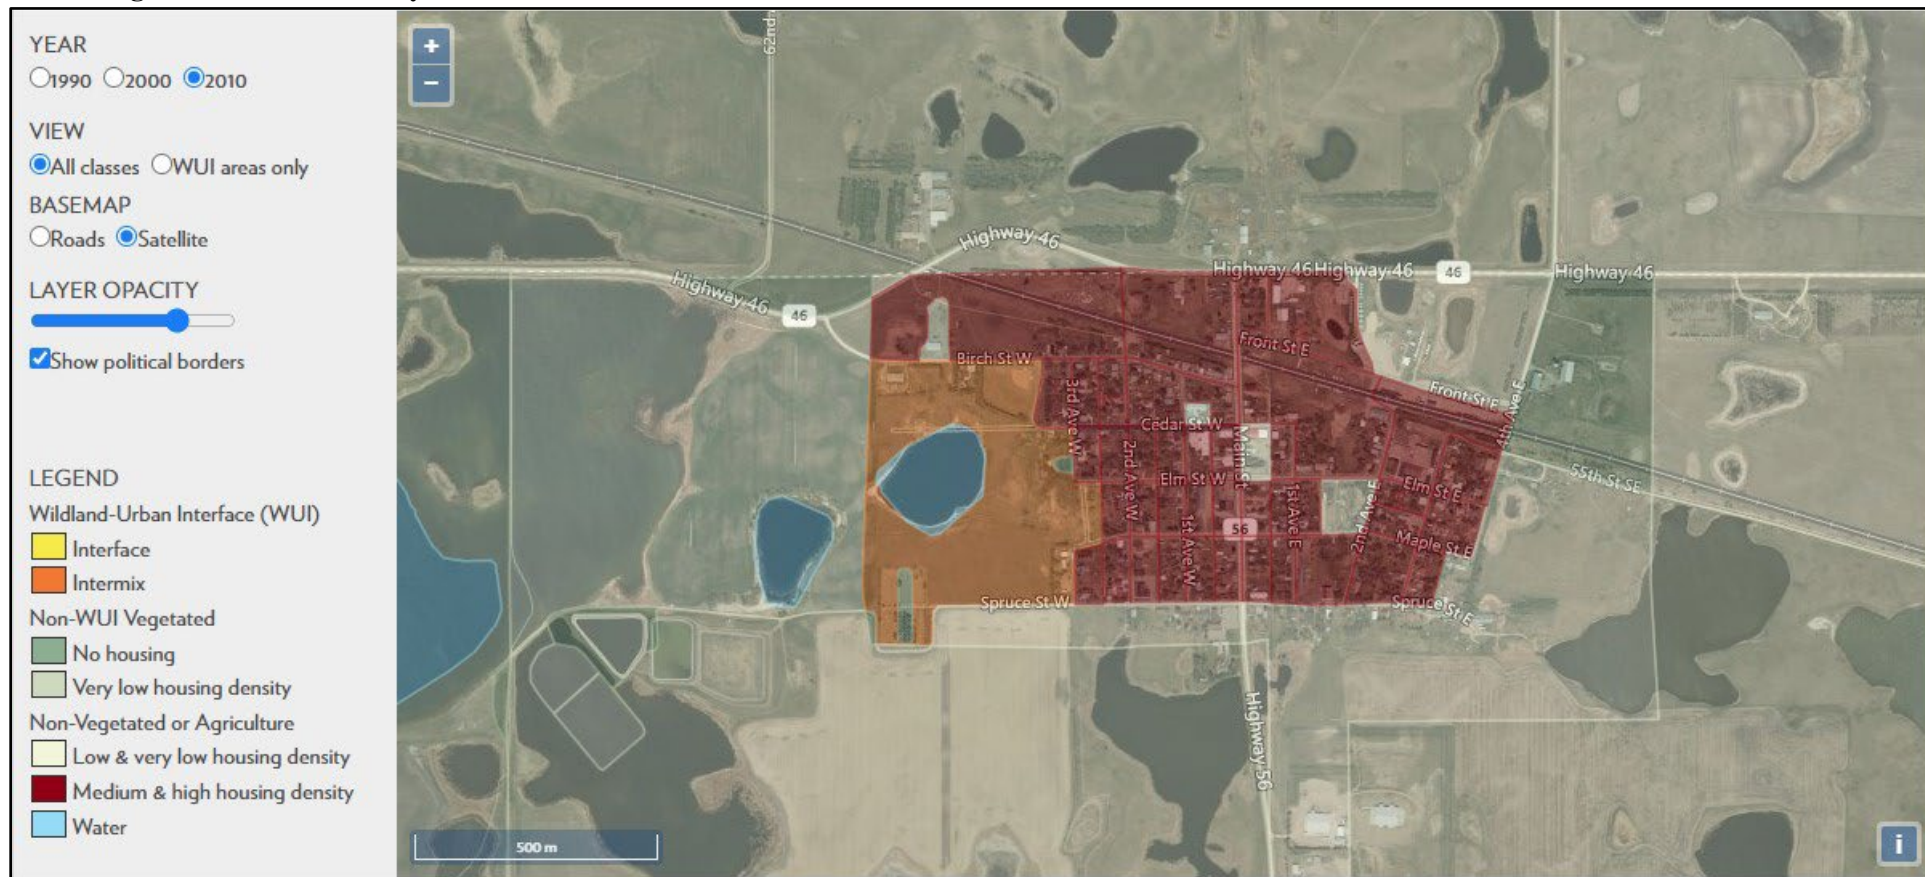 YEAR
1990 2000 2010
VIEW
All classes WUI areas only
BASEMAP
Roads Satellite
LAYER OPACITY
Show political borders
LEGEND
Wildland-Urban Interface (WUI)
Interface
Intermix
Non-WUI Vegetated
No housing
Very low housing density
Non-Vegetated or Agriculture
Low & very low housing density
Medium & high housing density
Water
+
−
62nd
Highway 46
Highway 46
46
Highway 46
Highway 46
46
Highway 46
Birch St W
Front St E
Front St E
4th Ave E
55th St SE
3rd Ave W
Cedar St W
Main St
2nd Ave W
Elm St W
1st Ave W
56
1st Ave E
2nd Ave E
Elm St E
Maple St E
Spruce St W
Spruce St E
Highway 56
500 m
i